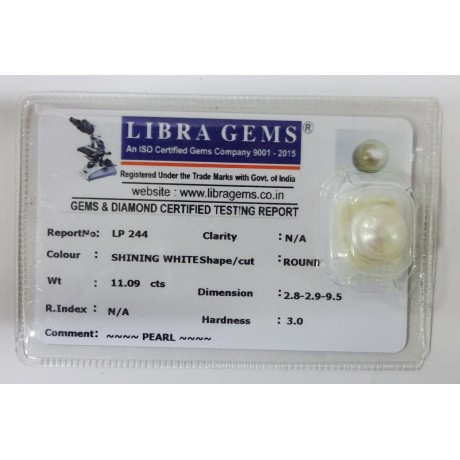 LIBRA GEMS ®
An ISO Certified Gems Company 9001 - 2015
Registered Under the Trade Marks with Govt. of India
website : www.libragems.co.in
GEMS & DIAMOND CERTIFIED TESTING REPORT
ReportNo: LP 244 Clarity : N/A
Colour : SHINING WHITE Shape/cut : ROUND
Wt : 11.09 cts Dimension : 2.8-2.9-9.5
R.Index : N/A Hardness : 3.0
Comment: ~~~~ PEARL ~~~~